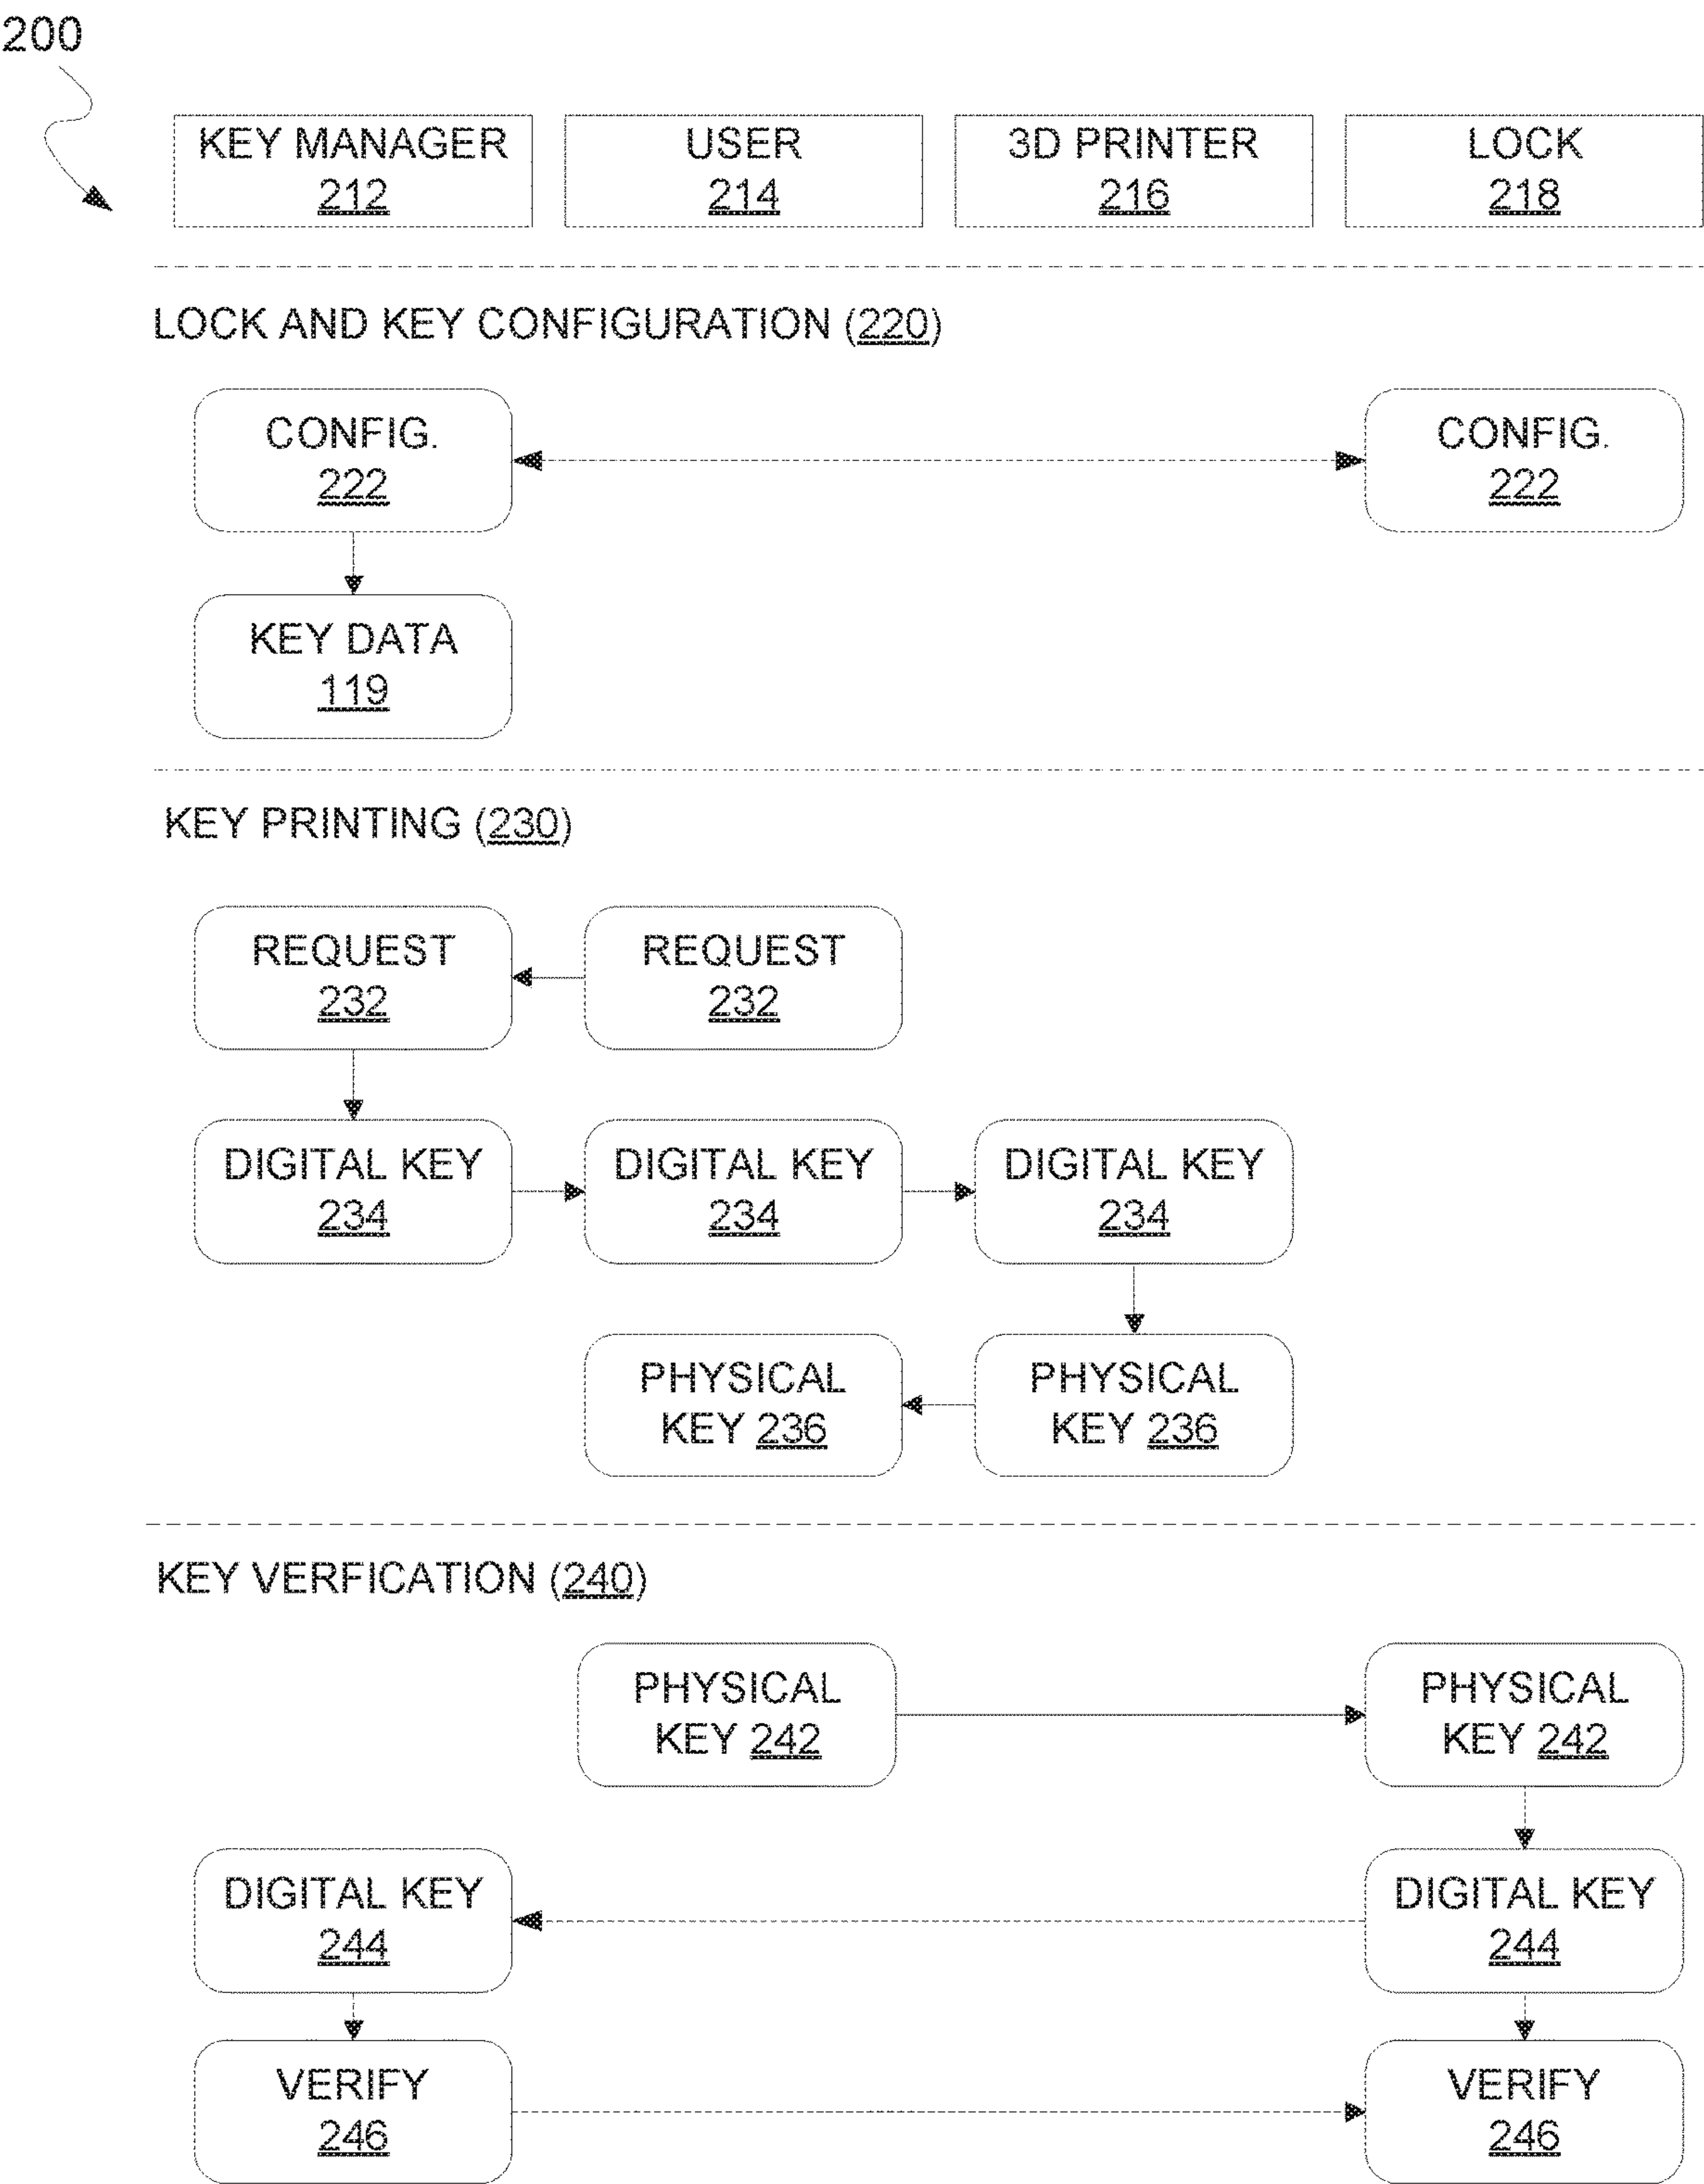 200
KEY MANAGER
212
USER
214
3D PRINTER
216
LOCK
218
LOCK AND KEY CONFIGURATION (220)
CONFIG.
222
CONFIG.
222
KEY DATA
119
KEY PRINTING (230)
REQUEST
232
REQUEST
232
DIGITAL KEY
234
DIGITAL KEY
234
DIGITAL KEY
234
PHYSICAL
KEY 236
PHYSICAL
KEY 236
KEY VERFICATION (240)
PHYSICAL
KEY 242
PHYSICAL
KEY 242
DIGITAL KEY
244
DIGITAL KEY
244
VERIFY
246
VERIFY
246